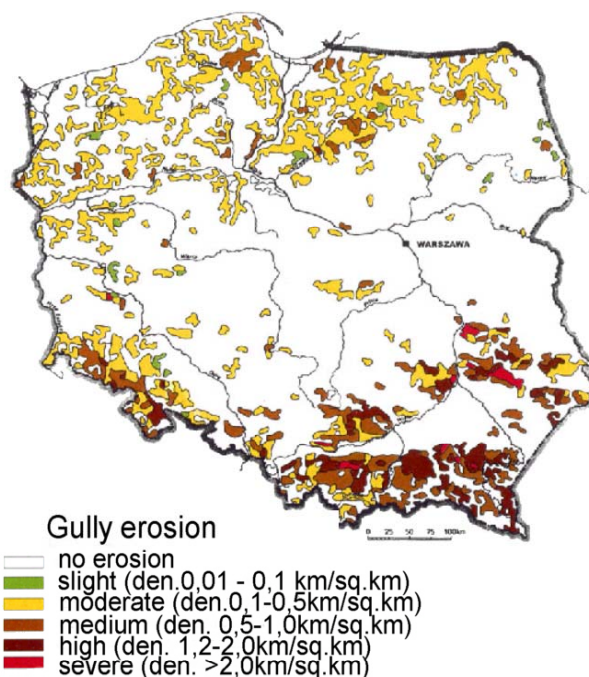 WARSZAWA
0 25 50 75 100km
Gully erosion
no erosion
slight (den.0,01 - 0,1 km/sq.km)
moderate (den.0,1-0,5km/sq.km)
medium (den. 0,5-1,0km/sq.km)
high (den. 1,2-2,0km/sq.km)
severe (den. >2,0km/sq.km)